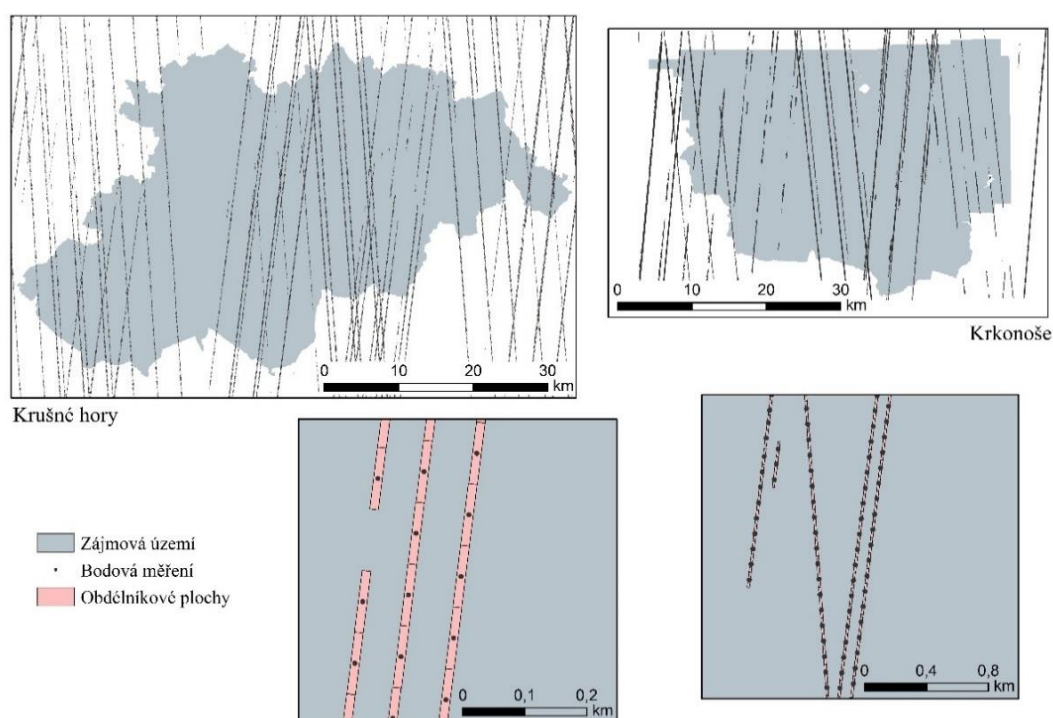 0 10 20 30
km
Krušné hory
0 10 20 30
km
Krkonoše
Zájmová území
Bodová měření
Obdélníkové plochy
0 0,1 0,2
km
0 0,4 0,8
km